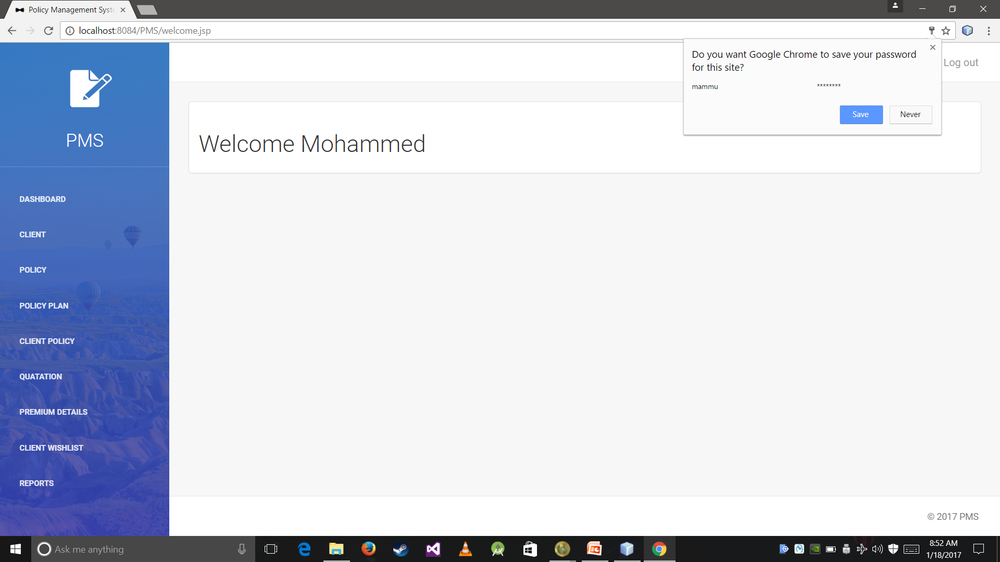 Policy Management Syste
localhost:8084/PMS/welcome.jsp
Do you want Google Chrome to save your password
for this site?
mammu ********
Save Never
Log out
PMS
Welcome Mohammed
DASHBOARD
CLIENT
POLICY
POLICY PLAN
CLIENT POLICY
QUATATION
PREMIUM DETAILS
CLIENT WISHLIST
REPORTS
© 2017 PMS
Ask me anything
8:52 AM
1/18/2017